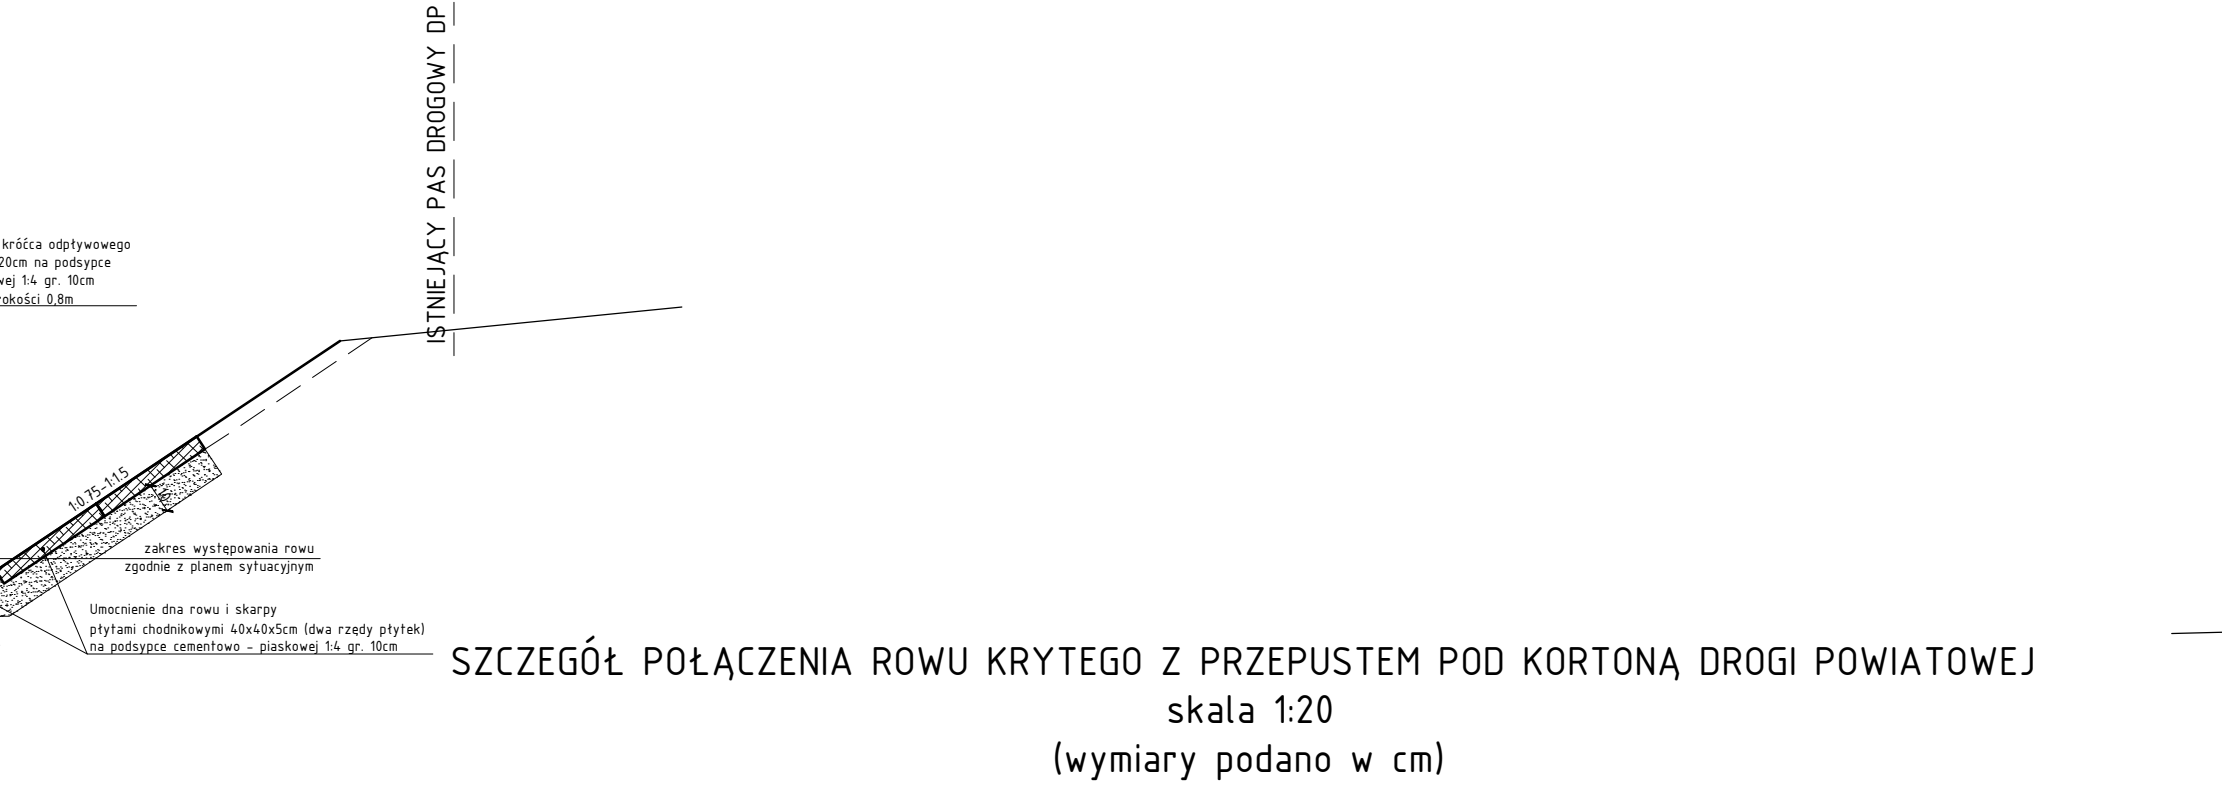 ISTNIEJĄCY PAS DROGOWY DP
króćca odpływowego
20cm na podsypce
wej 1:4 gr. 10cm
rokości 0,8m
1:0.75-1:1.5
10
zakres występowania rowu
zgodnie z planem sytuacyjnym
Umocnienie dna rowu i skarpy
płytami chodnikowymi 40x40x5cm (dwa rzędy płytek)
na podsypce cementowo - piaskowej 1:4 gr. 10cm
SZCZEGÓŁ POŁĄCZENIA ROWU KRYTEGO Z PRZEPUSTEM POD KORTONĄ DROGI POWIATOWEJ
skala 1:20
(wymiary podano w cm)